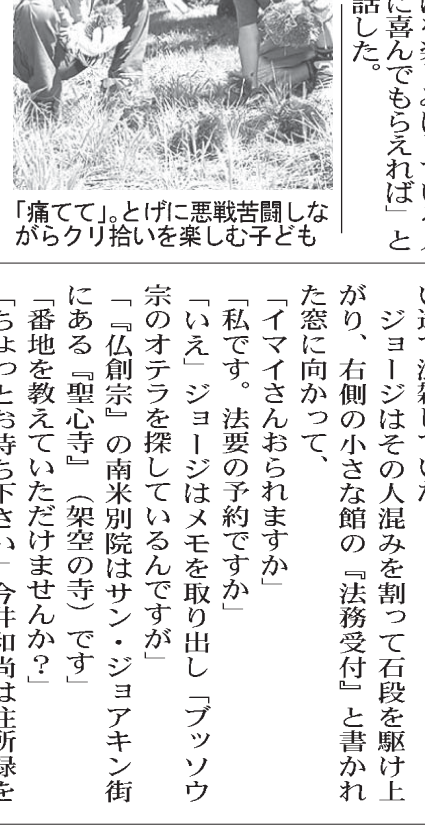 に喜んでもらえれば」と
話した。
「痛てて」。とげに悪戦苦闘しな
がらクリ拾いを楽しむ子ども
ジョージはその人混みを割って石段を駆け上
がり、右側の小さな館の『法務受付』と書かれ
た窓に向かって、
「イマイさんおられますか」
「私です。法要の予約ですか」
「いえ」ジョージはメモを取り出し「ブッソウ
宗のオテラを探しているんですが」
「『仏創宗』の南米別院はサン・ジョアキン街
にある『聖心寺』（架空の寺）です」
「番地を教えていただけませんか？」
「ちょっとお待ち下さい」今井和尚は住所録を